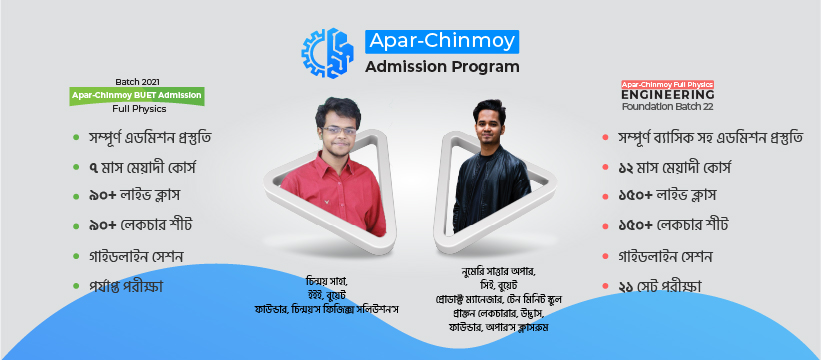 Apar-Chinmoy
Admission Program
Batch 2021
Apar-Chinmoy BUET Admission
Full Physics
সম্পূর্ণ এডমিশন প্রস্তুতি
৭ মাস মেয়াদী কোর্স
৯০+ লাইভ ক্লাস
৯০+ লেকচার শীট
গাইডলাইন সেশন
পর্যাপ্ত পরীক্ষা
চিন্ময় সাহা,
ইইই, বুয়েট
ফাউন্ডার, চিন্ময়'স ফিজিক্স সলিউশন'স
নুমেরি সাত্তার অপার,
সিই, বুয়েট
প্রোডাক্ট ম্যানেজার, টেন মিনিট স্কুল
প্রাক্তন লেকচারার, উদ্ভাস,
ফাউন্ডার, অপার'স ক্লাসরুম
Apar-Chinmoy Full Physics
ENGINEERING
Foundation Batch 22
সম্পূর্ণ ব্যাসিক সহ এডমিশন প্রস্তুতি
১২ মাস মেয়াদী কোর্স
১৫০+ লাইভ ক্লাস
১৫০+ লেকচার শীট
গাইডলাইন সেশন
২১ সেট পরীক্ষা